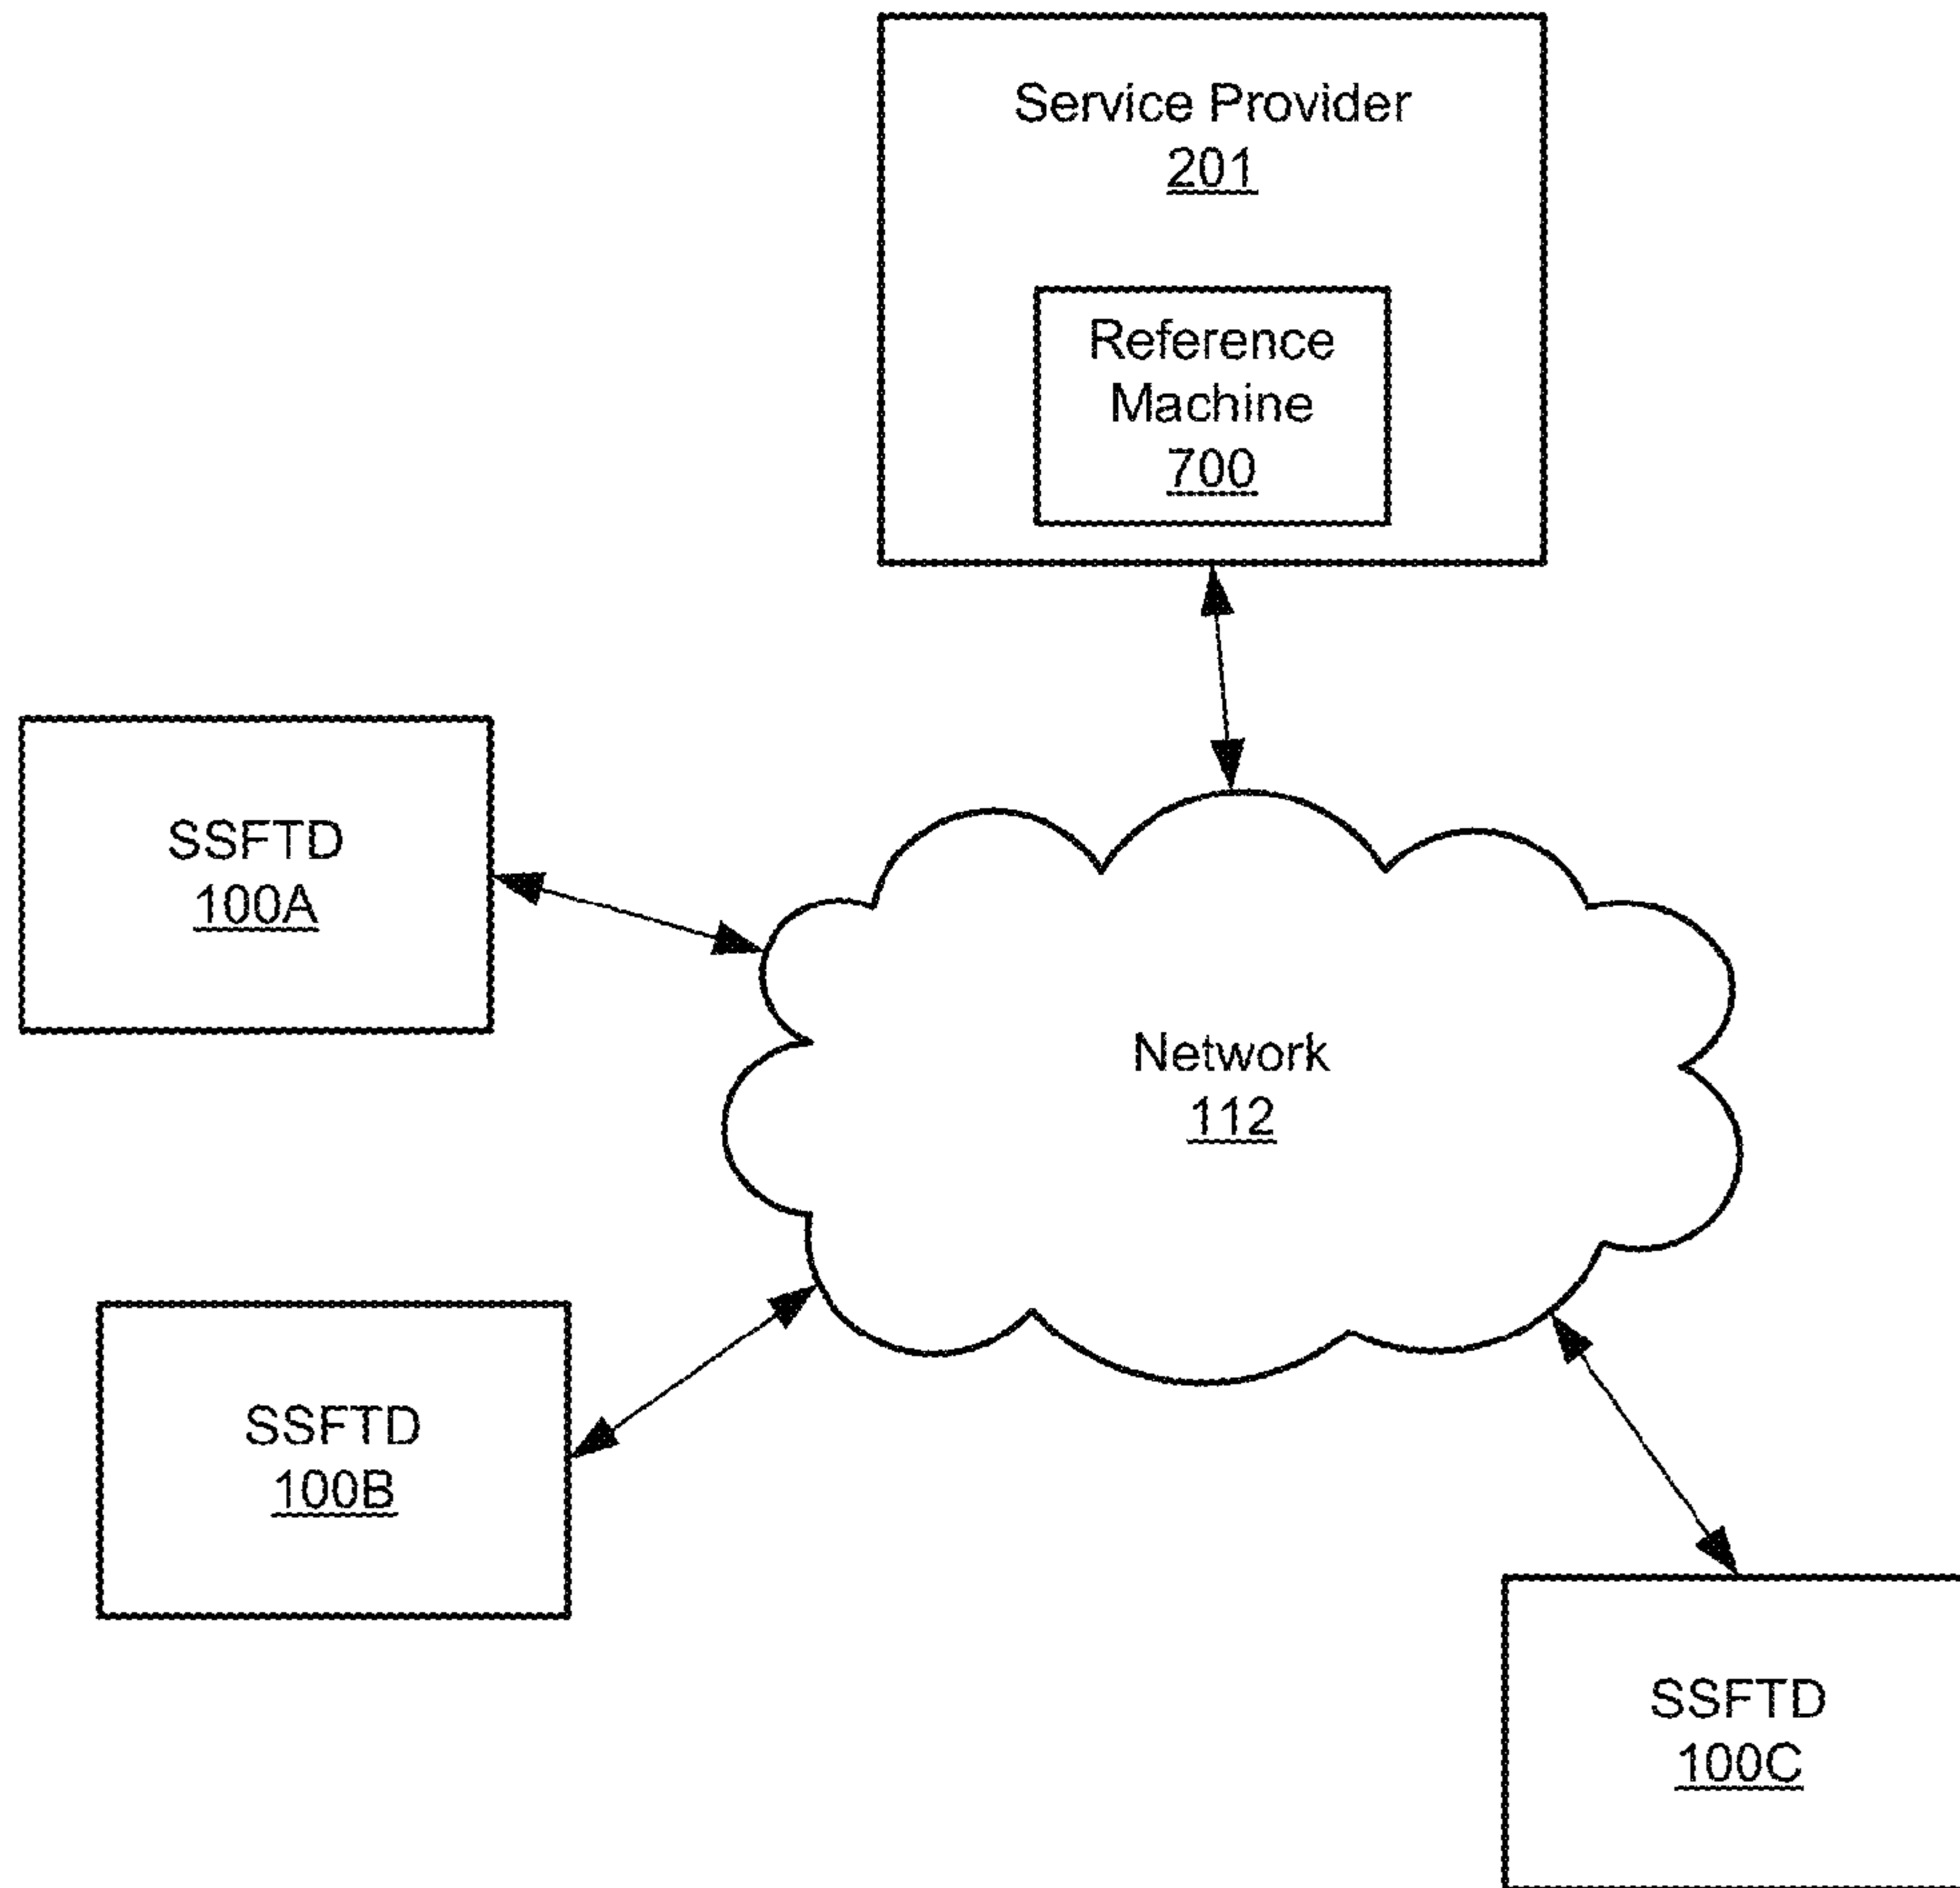 Service Provider
201
Reference
Machine
700
SSFTD
100A
Network
112
SSFTD
100B
SSFTD
100C